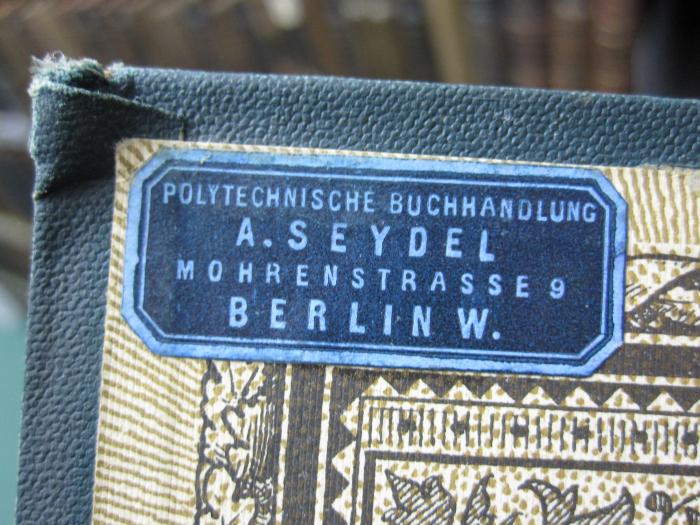 POLYTECHNISCHE BUCHHANDLUNG
A. SEYDEL
MOHRENSTRASSE 9
BERLIN W.